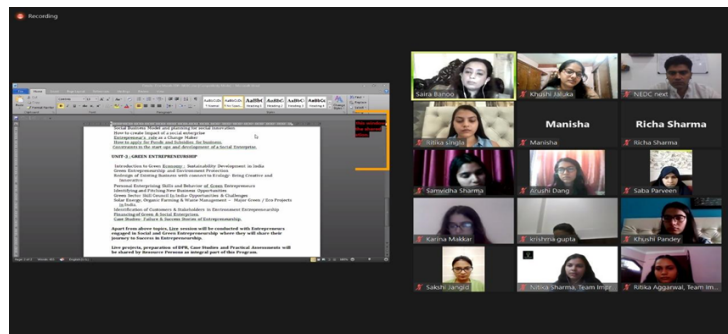 Recording
Social Business Model and planning for social innovation
How to create Impact of a social enterprise
Entrepreneur's role as a Change Maker
How to apply for Funds and Subsidies for business.
Constraints in the start ups and development of a Social Enterprise.
UNIT-2: GREEN ENTREPRENEURSHIP
Introduction to Green Economy: Sustainability Development in India
Green Entrepreneurship and Environment Protection
Redesign of Existing Business with connect to Ecology: Being Creative and
Innovative
Personal Enterprising Skills and Behavior of Green Entrepreneurs
Identifying and Pitching New Business Opportunities
Green Sector Skill Council in India: Opportunities & Challenges
Solar Energy, Organic Farming & Waste Management – Major Green / Eco Projects
in India
Identification of Customers & Stakeholders in Environment Entrepreneurship
Financing of Green & Social Enterprises.
Case Studies: Failure & Success Stories of Entrepreneurship.
Apart from above topics, Live session will be conducted with Entrepreneurs
engaged in Social and Green Entrepreneurship where they will share their
journey to Success in Entrepreneurship.
Live projects, preparation of DPR, Case Studies and Practical Assessments will
be shared by Resource Persons as integral part of this Program.
Saira Banoo
Khushi Jaluka
NEDC next
Ritika singla
Manisha
Manisha
Richa Sharma
Richa Sharma
Samvidha Sharma
Arushi Dang
Saba Parveen
Karina Makkar
krishma gupta
Khushi Pandey
Sakshi Jangid
Nitika Sharma, Team Impr...
Ritika Aggarwal, Team Im...